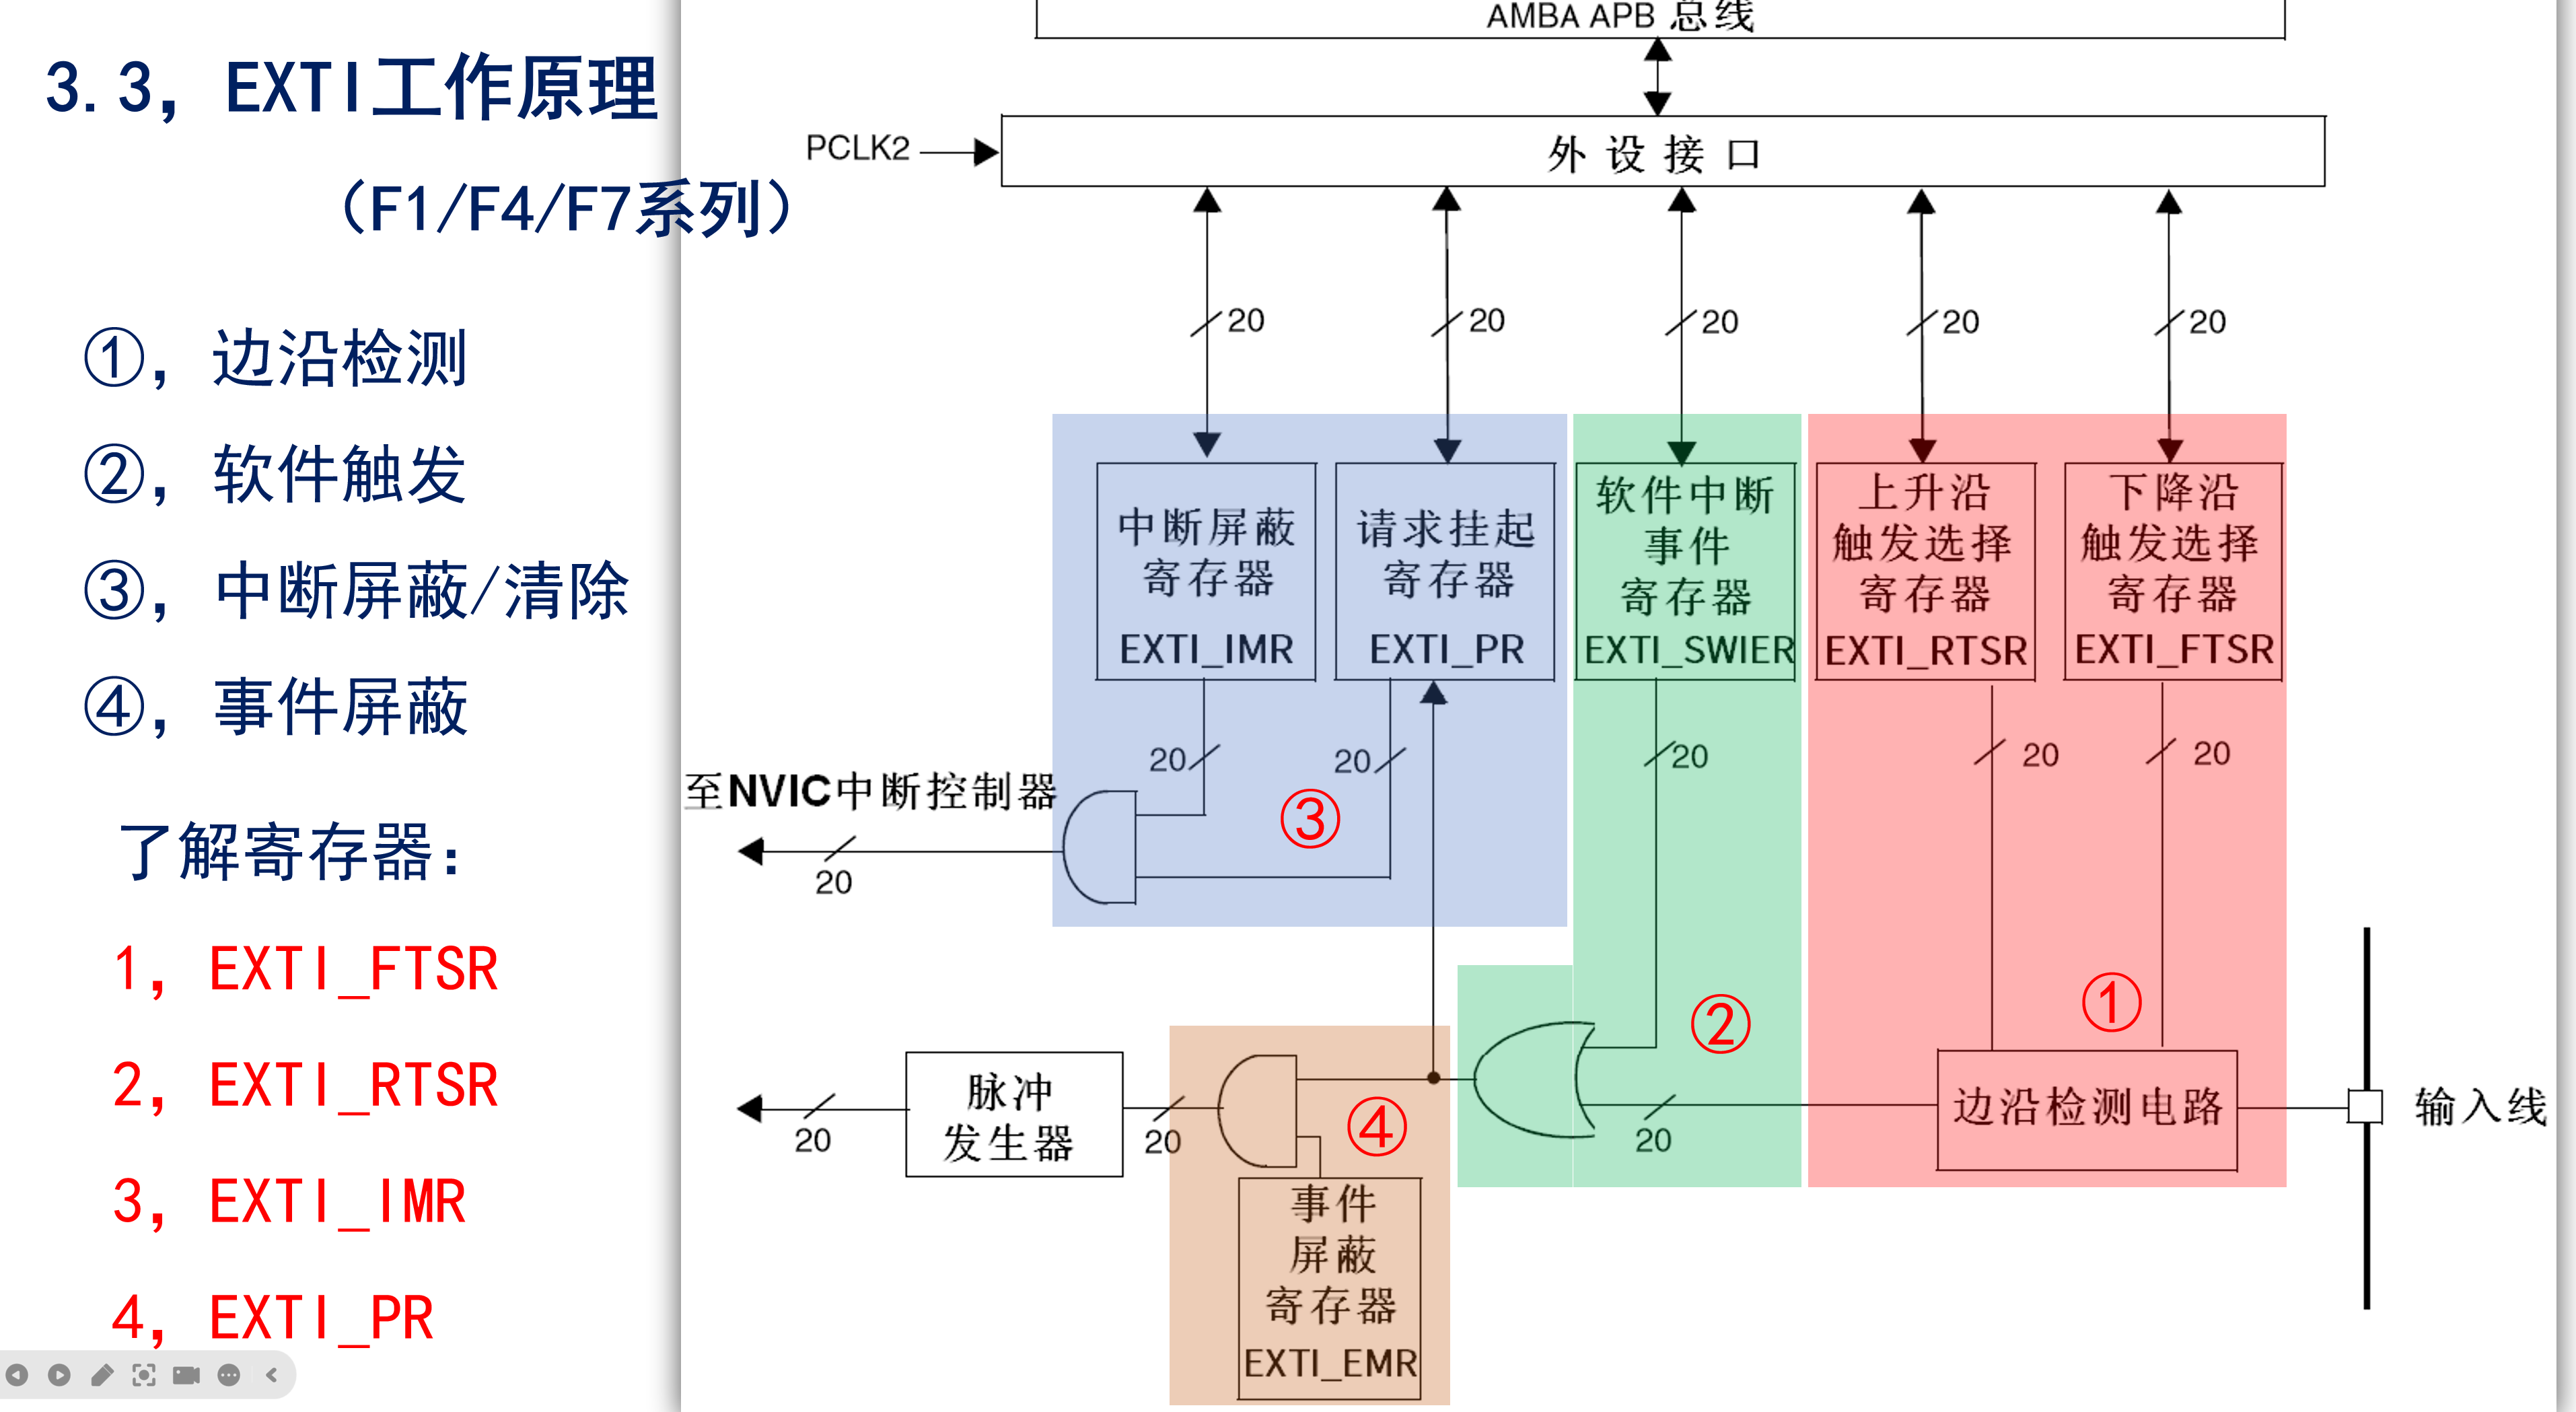 3.3，EXTI工作原理
（F1/F4/F7系列）
①，边沿检测
②，软件触发
③，中断屏蔽/清除
④，事件屏蔽
了解寄存器：
1，EXTI_FTSR
2，EXTI_RTSR
3，EXTI_IMR
4，EXTI_PR
AMBA APB 总线
PCLK2
外设接口
20
20
20
20
20
中断屏蔽
寄存器
EXTI_IMR
请求挂起
寄存器
EXTI_PR
软件中断
事件
寄存器
EXTI_SWIER
上升沿
触发选择
寄存器
EXTI_RTSR
下降沿
触发选择
寄存器
EXTI_FTSR
20
20
20
20
20
至NVIC中断控制器
20
③
②
①
脉冲
发生器
20
20
④
20
边沿检测电路
输入线
事件
屏蔽
寄存器
EXTI_EMR